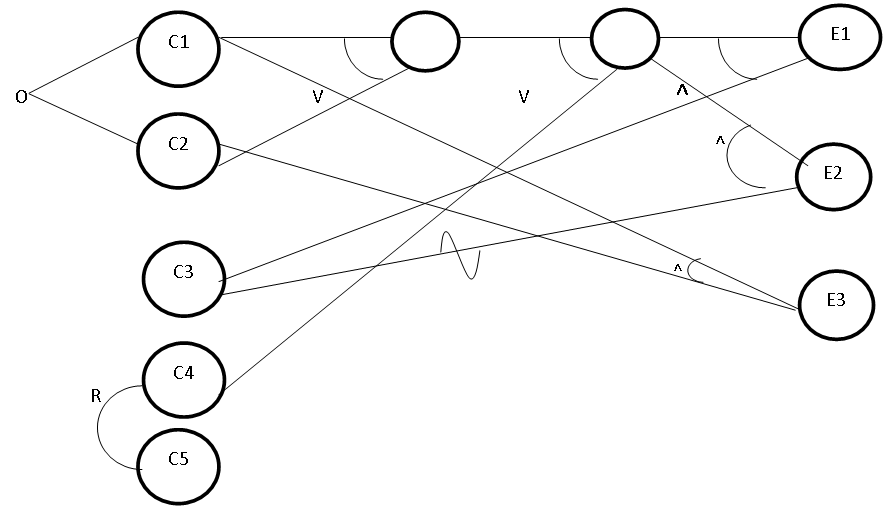 C1
E1
O
V
V
^
C2
^
E2
C3
^
E3
C4
R
C5